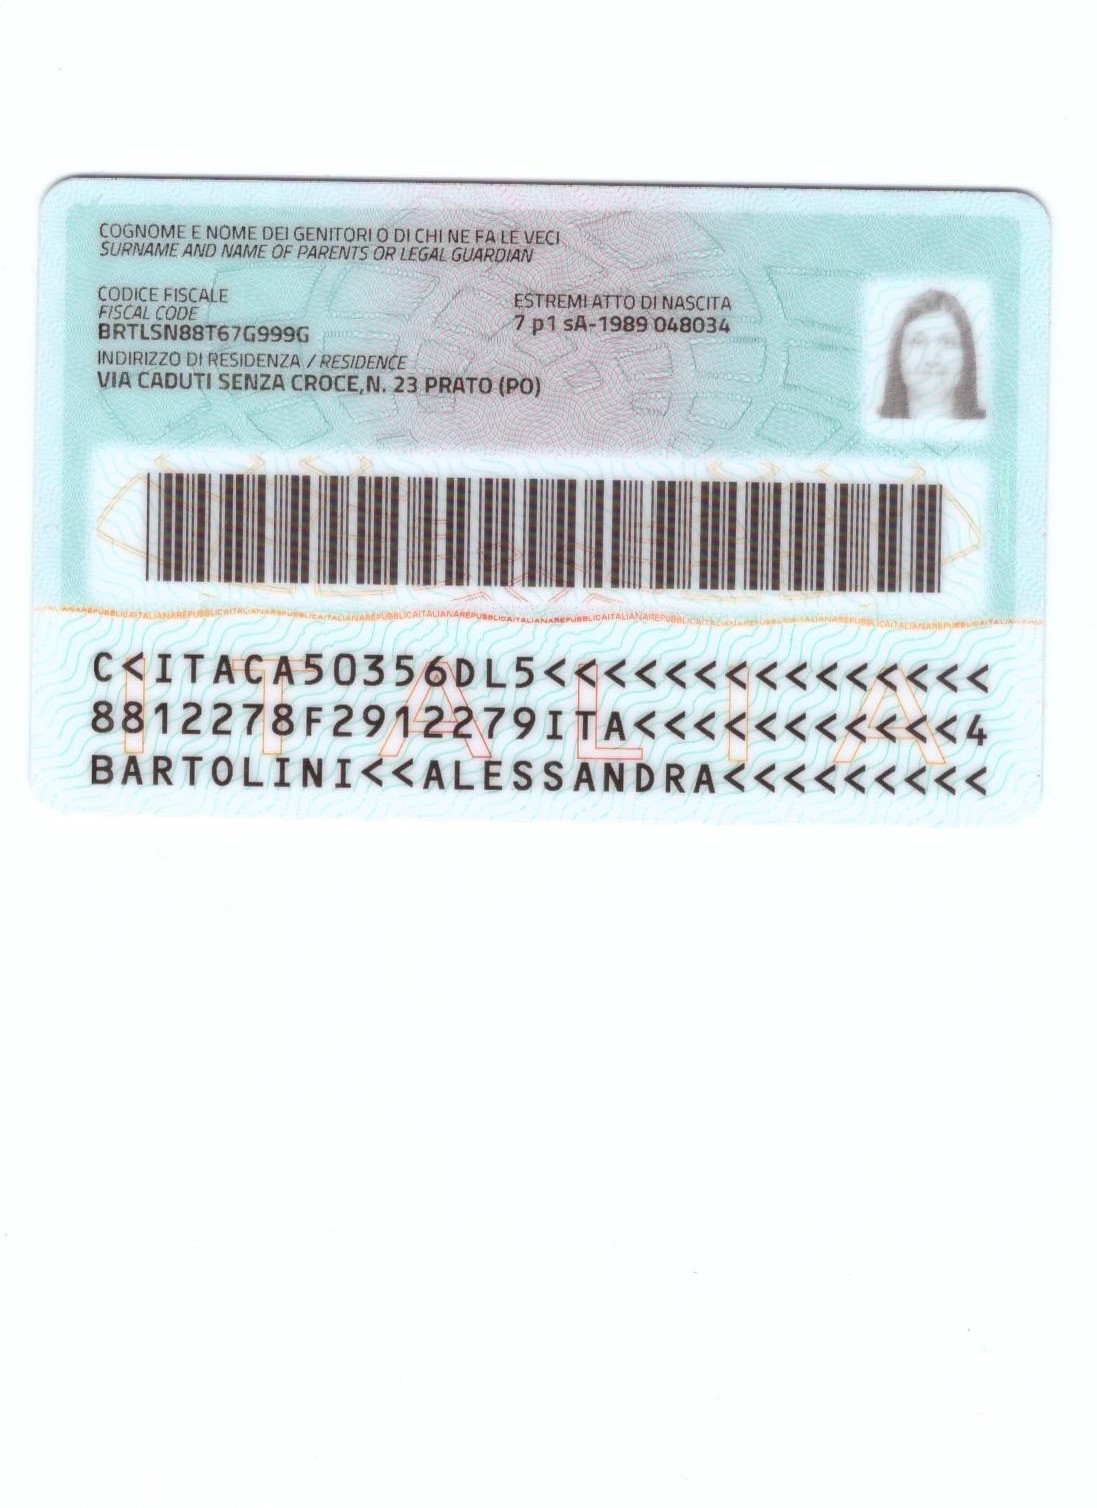 COGNOME E NOME DEI GENITORI O DI CHI NE FA LE VECI
SURNAME AND NAME OF PARENTS OR LEGAL GUARDIAN
CODICE FISCALE
FISCAL CODE
BRTLSN88T67G999G
ESTREMI ATTO DI NASCITA
7 p1 sA-1989 048034
INDIRIZZO DI RESIDENZA / RESIDENCE
VIA CADUTI SENZA CROCE,N. 23 PRATO (PO)
C<ITACA50356DL5<<<<<<<<<<<<<<<
8812278F2912279ITA<<<<<<<<<<<4
BARTOLINI<<ALESSANDRA<<<<<<<<<
ITALIA